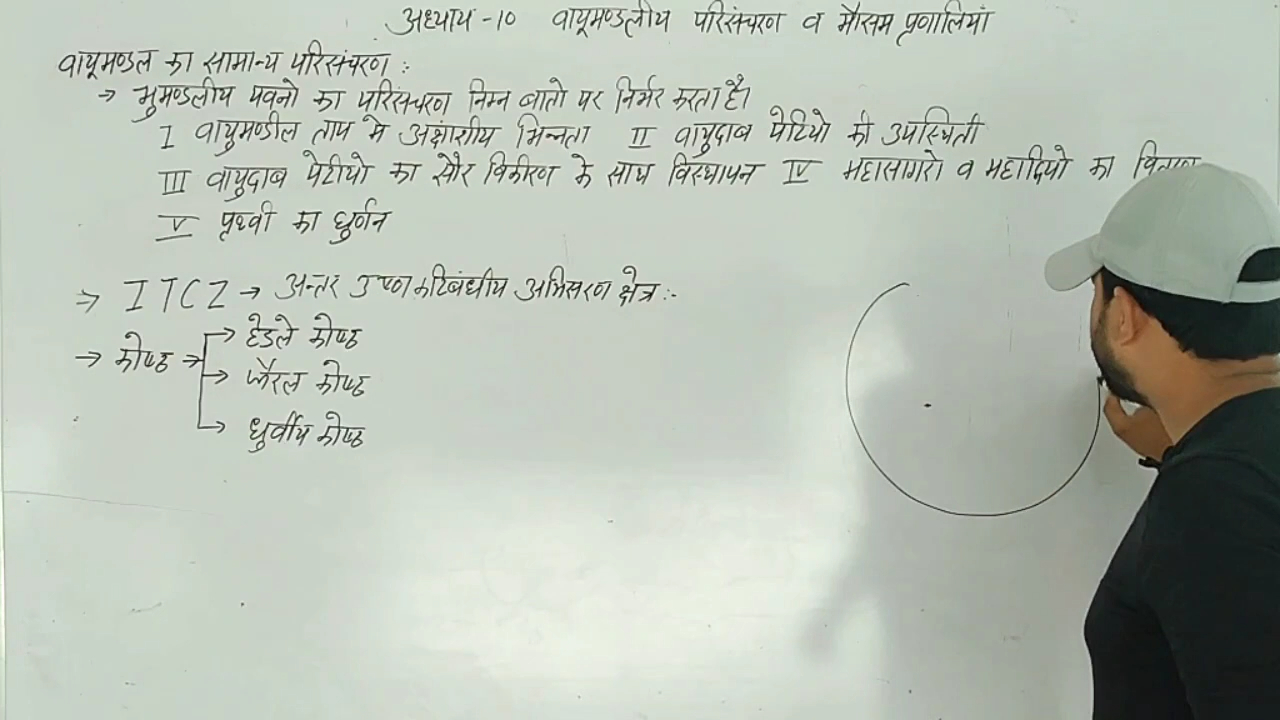 अध्याय -१० वायूमण्डलीय परिसंचरण व मौसम प्रणालियां
वायूमण्डल का सामान्य परिसंचरण :
→ भुमण्डलीय पवनो का परिसंचरण निम्न बातो पर निर्भर करता है।
I वायुमण्डील ताप मे अक्षांशीय भिन्नता II वायुदाब पेटियो की उपस्थिती
III वायुदाब पेटीयो का सौर विकीरण के साथ विस्थापन IV महासागरो व महाद्वियो का
V पृथ्वी का घुर्णन
⇒ ITCZ → अन्तर उष्ण कटिबंधीय अभिसरण क्षेत्र :-
→ कोष्ठ → → हेडले कोष्ठ
→ फैरल कोष्ठ
→ ध्रुर्वीय कोष्ठ